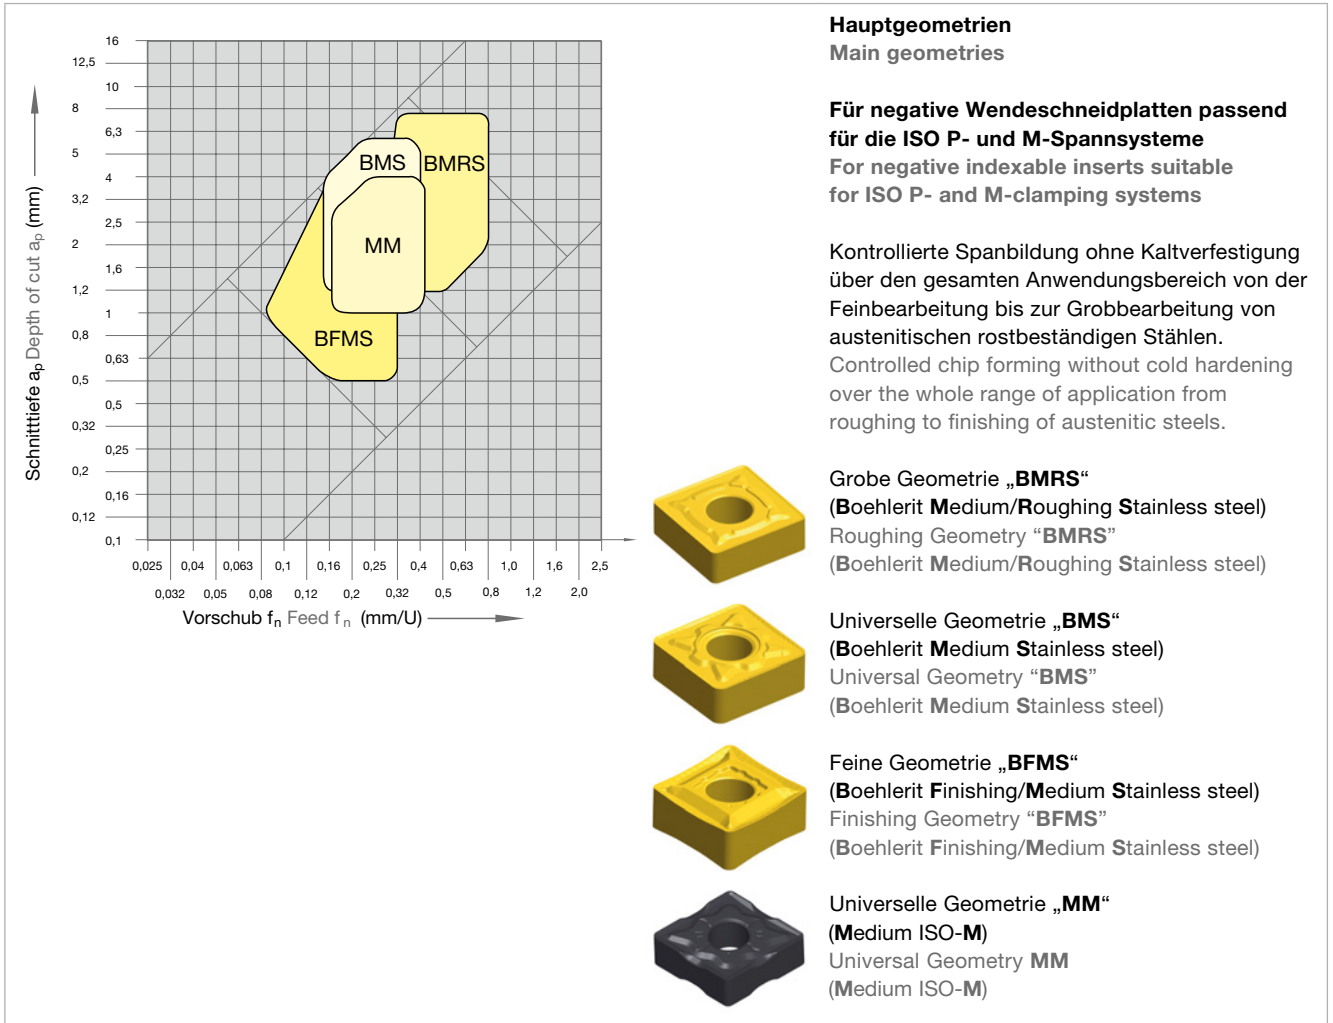 16
12,5
10
8
6,3
5
4
3,2
2,5
2
1,6
1,2
1
0,8
0,63
0,5
0,5
0,32
0,25
0,2
0,16
0,12
0,1
Schnitttiefe aₚ Depth of cut aₚ (mm)
BMS
BMRS
MM
BFMS
0,025 0,04 0,063 0,1 0,16 0,25 0,4 0,63 1,0 1,6 2,5
0,032 0,05 0,08 0,12 0,2 0,32 0,5 0,8 1,2 2,0
Vorschub fₙ Feed fₙ (mm/U)
Hauptgeometrien
Main geometries
Für negative Wendeschneidplatten passend
für die ISO P- und M-Spannsysteme
For negative indexable inserts suitable
for ISO P- and M-clamping systems
Kontrollierte Spanbildung ohne Kaltverfestigung
über den gesamten Anwendungsbereich von der
Feinbearbeitung bis zur Grobbearbeitung von
austenitischen rostbeständigen Stählen.
Controlled chip forming without cold hardening
over the whole range of application from
roughing to finishing of austenitic steels.
Grobe Geometrie „BMRS“
(Boehlerit Medium/Roughing Stainless steel)
Roughing Geometry “BMRS”
(Boehlerit Medium/Roughing Stainless steel)
Universelle Geometrie „BMS“
(Boehlerit Medium Stainless steel)
Universal Geometry “BMS”
(Boehlerit Medium Stainless steel)
Feine Geometrie „BFMS“
(Boehlerit Finishing/Medium Stainless steel)
Finishing Geometry “BFMS”
(Boehlerit Finishing/Medium Stainless steel)
Universelle Geometrie „MM“
(Medium ISO-M)
Universal Geometry MM
(Medium ISO-M)